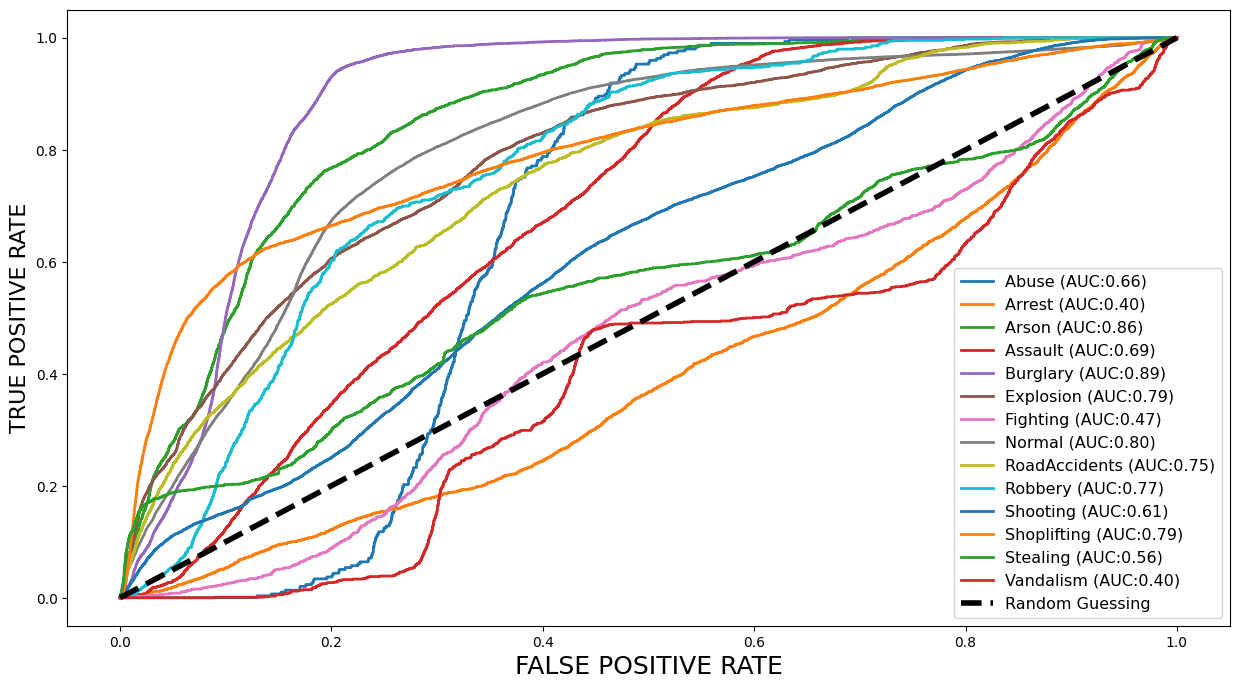 TRUE POSITIVE RATE
1.0
0.8
0.6
0.4
0.2
0.0
Abuse (AUC:0.66)
Arrest (AUC:0.40)
Arson (AUC:0.86)
Assault (AUC:0.69)
Burglary (AUC:0.89)
Explosion (AUC:0.79)
Fighting (AUC:0.47)
Normal (AUC:0.80)
RoadAccidents (AUC:0.75)
Robbery (AUC:0.77)
Shooting (AUC:0.61)
Shoplifting (AUC:0.79)
Stealing (AUC:0.56)
Vandalism (AUC:0.40)
Random Guessing
0.0 0.2 0.4 0.6 0.8 1.0
FALSE POSITIVE RATE